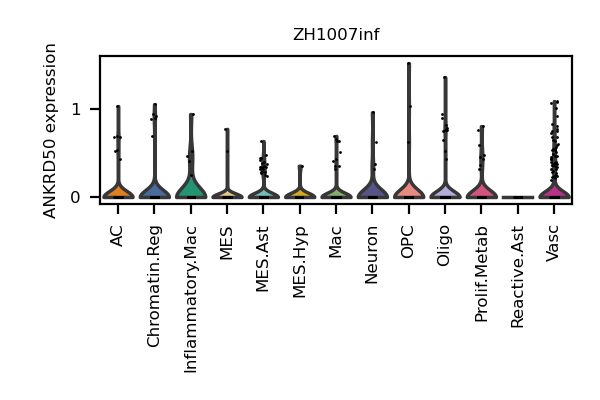 ZH1007inf
ANKRD50 expression
1
0
AC
Chromatin.Reg
Inflammatory.Mac
MES
MES.Ast
MES.Hyp
Mac
Neuron
OPC
Oligo
Prolif.Metab
Reactive.Ast
Vasc